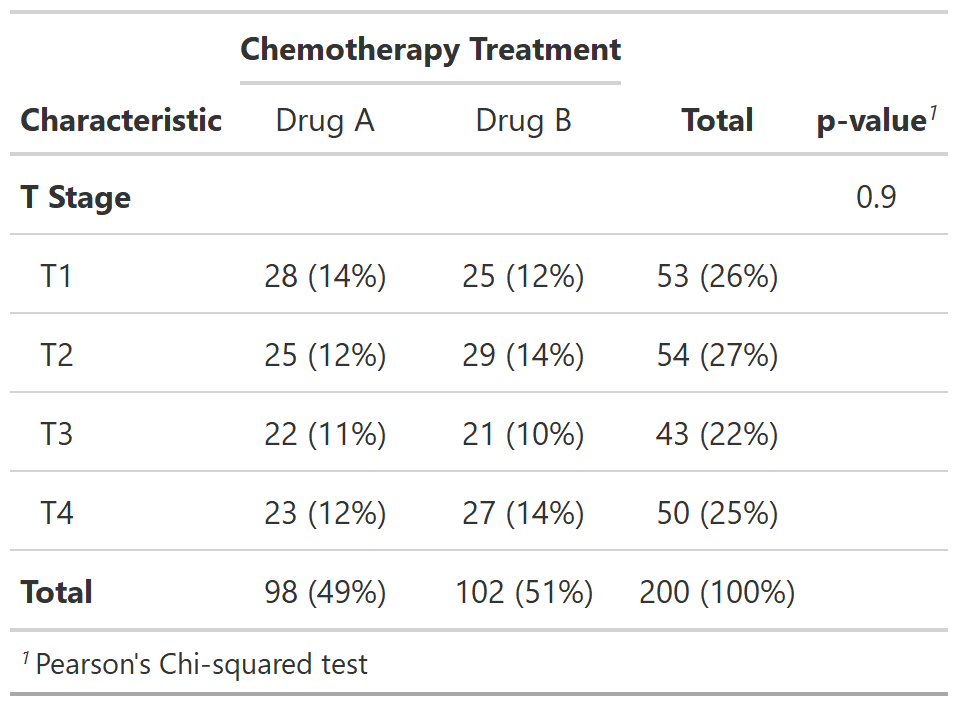 Chemotherapy Treatment
Characteristic Drug A Drug B Total p-value¹
T Stage 0.9
T1 28 (14%) 25 (12%) 53 (26%)
T2 25 (12%) 29 (14%) 54 (27%)
T3 22 (11%) 21 (10%) 43 (22%)
T4 23 (12%) 27 (14%) 50 (25%)
Total 98 (49%) 102 (51%) 200 (100%)
¹ Pearson's Chi-squared test